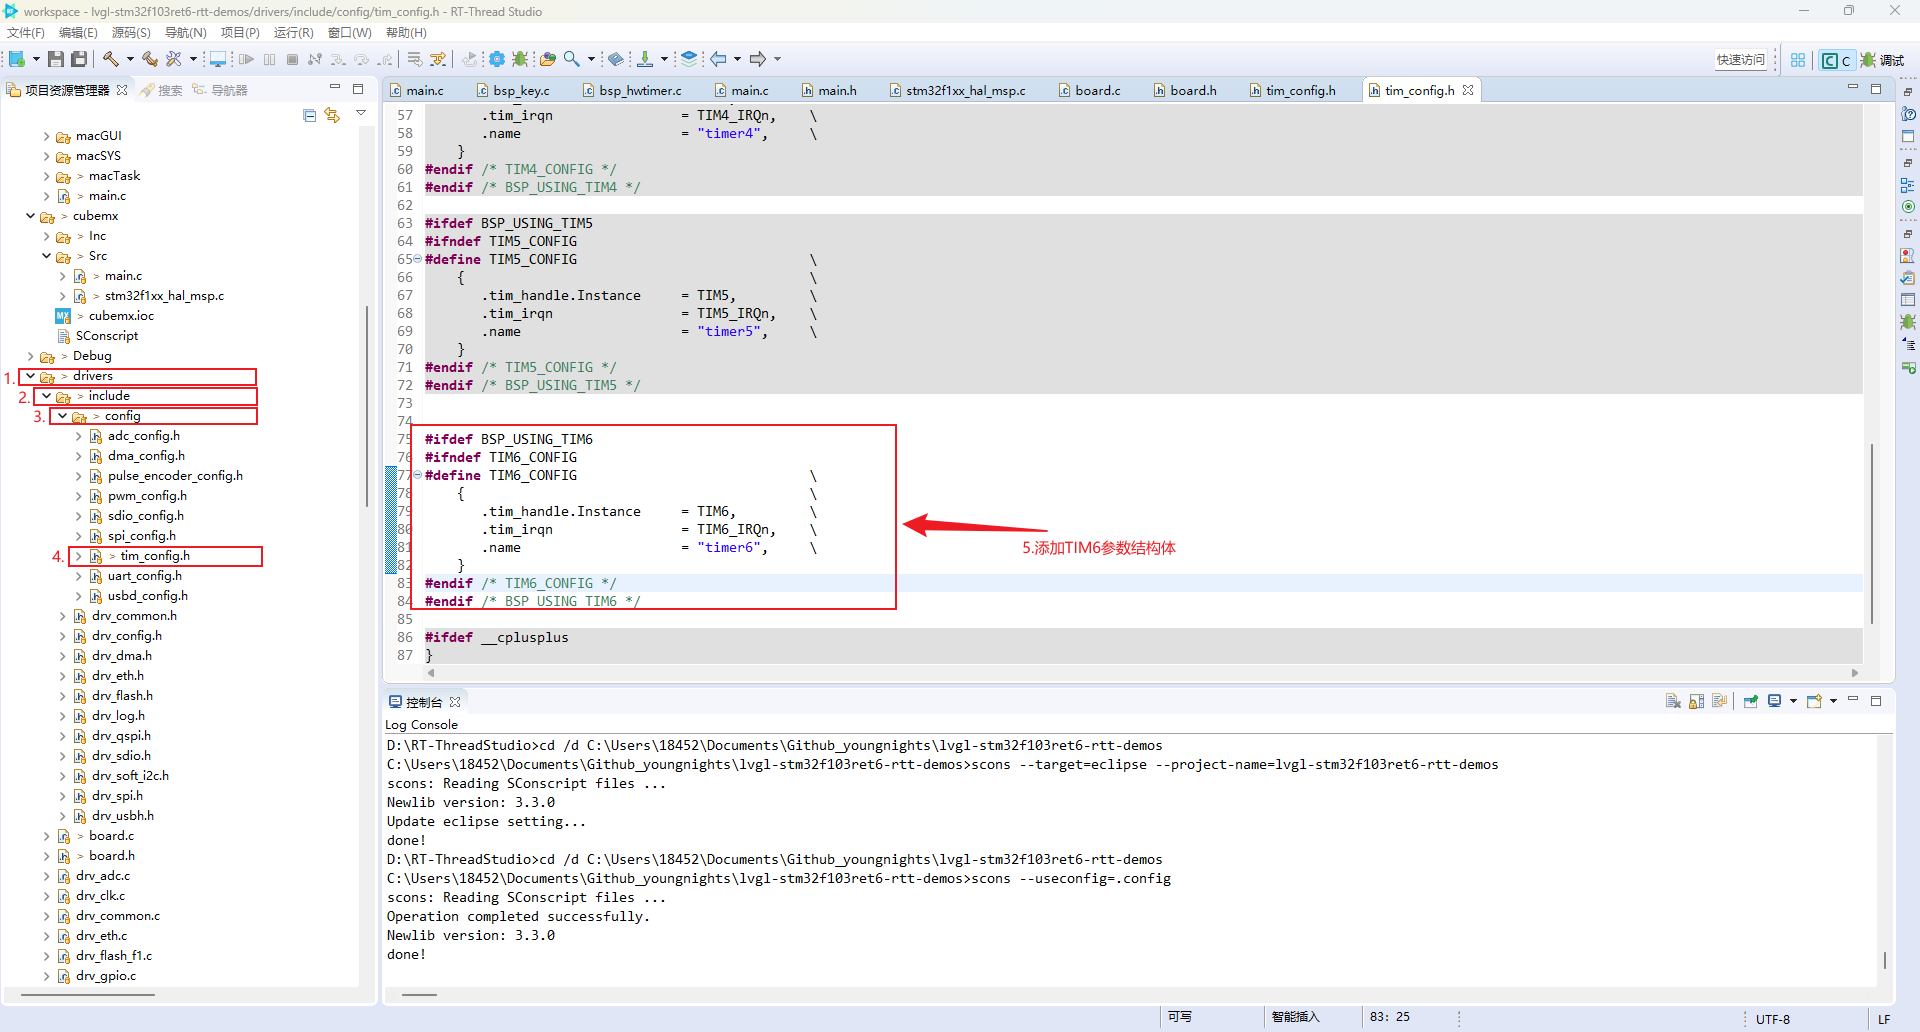 workspace - lvgl-stm32f103ret6-rtt-demos/drivers/include/config/tim_config.h - RT-Thread Studio
文件(F) 编辑(E) 源码(S) 导航(N) 项目(P) 运行(R) 窗口(W) 帮助(H)
快速访问 C 调试
项目资源管理器 搜索 导航器
macGUI
macSYS
> macTask
> main.c
> cubemx
> Inc
> Src
> main.c
> stm32f1xx_hal_msp.c
MX > cubemx.ioc
SConscript
> Debug
1. > drivers
2. > include
3. > config
adc_config.h
dma_config.h
pulse_encoder_config.h
pwm_config.h
sdio_config.h
spi_config.h
4. > tim_config.h
uart_config.h
usbd_config.h
drv_common.h
drv_config.h
drv_dma.h
drv_eth.h
drv_flash.h
drv_log.h
drv_qspi.h
drv_sdio.h
drv_soft_i2c.h
drv_spi.h
drv_usbh.h
> board.c
> board.h
drv_adc.c
drv_clk.c
drv_common.c
drv_eth.c
drv_flash_f1.c
drv_gpio.c
main.c bsp_key.c bsp_hwtimer.c main.c main.h stm32f1xx_hal_msp.c board.c board.h tim_config.h tim_config.h
57 .tim_irqn = TIM4_IRQn, \
58 .name = "timer4", \
59 }
60 #endif /* TIM4_CONFIG */
61 #endif /* BSP_USING_TIM4 */
62
63 #ifdef BSP_USING_TIM5
64 #ifndef TIM5_CONFIG
65 #define TIM5_CONFIG \
66 { \
67 .tim_handle.Instance = TIM5, \
68 .tim_irqn = TIM5_IRQn, \
69 .name = "timer5", \
70 }
71 #endif /* TIM5_CONFIG */
72 #endif /* BSP_USING_TIM5 */
73
74
75 #ifdef BSP_USING_TIM6
76 #ifndef TIM6_CONFIG
77 #define TIM6_CONFIG \
78 { \
79 .tim_handle.Instance = TIM6, \
80 .tim_irqn = TIM6_IRQn, \
81 .name = "timer6", \
82 }
83 #endif /* TIM6_CONFIG */
84 #endif /* BSP_USING_TIM6 */
85
86 #ifdef __cplusplus
87 }
5.添加TIM6参数结构体
控制台
Log Console
D:\RT-ThreadStudio>cd /d C:\Users\18452\Documents\Github_youngnights\lvgl-stm32f103ret6-rtt-demos
C:\Users\18452\Documents\Github_youngnights\lvgl-stm32f103ret6-rtt-demos>scons --target=eclipse --project-name=lvgl-stm32f103ret6-rtt-demos
scons: Reading SConscript files ...
Newlib version: 3.3.0
Update eclipse setting...
done!
D:\RT-ThreadStudio>cd /d C:\Users\18452\Documents\Github_youngnights\lvgl-stm32f103ret6-rtt-demos
C:\Users\18452\Documents\Github_youngnights\lvgl-stm32f103ret6-rtt-demos>scons --useconfig=.config
scons: Reading SConscript files ...
Operation completed successfully.
Newlib version: 3.3.0
done!
可写 智能插入 83: 25 UTF-8 LF